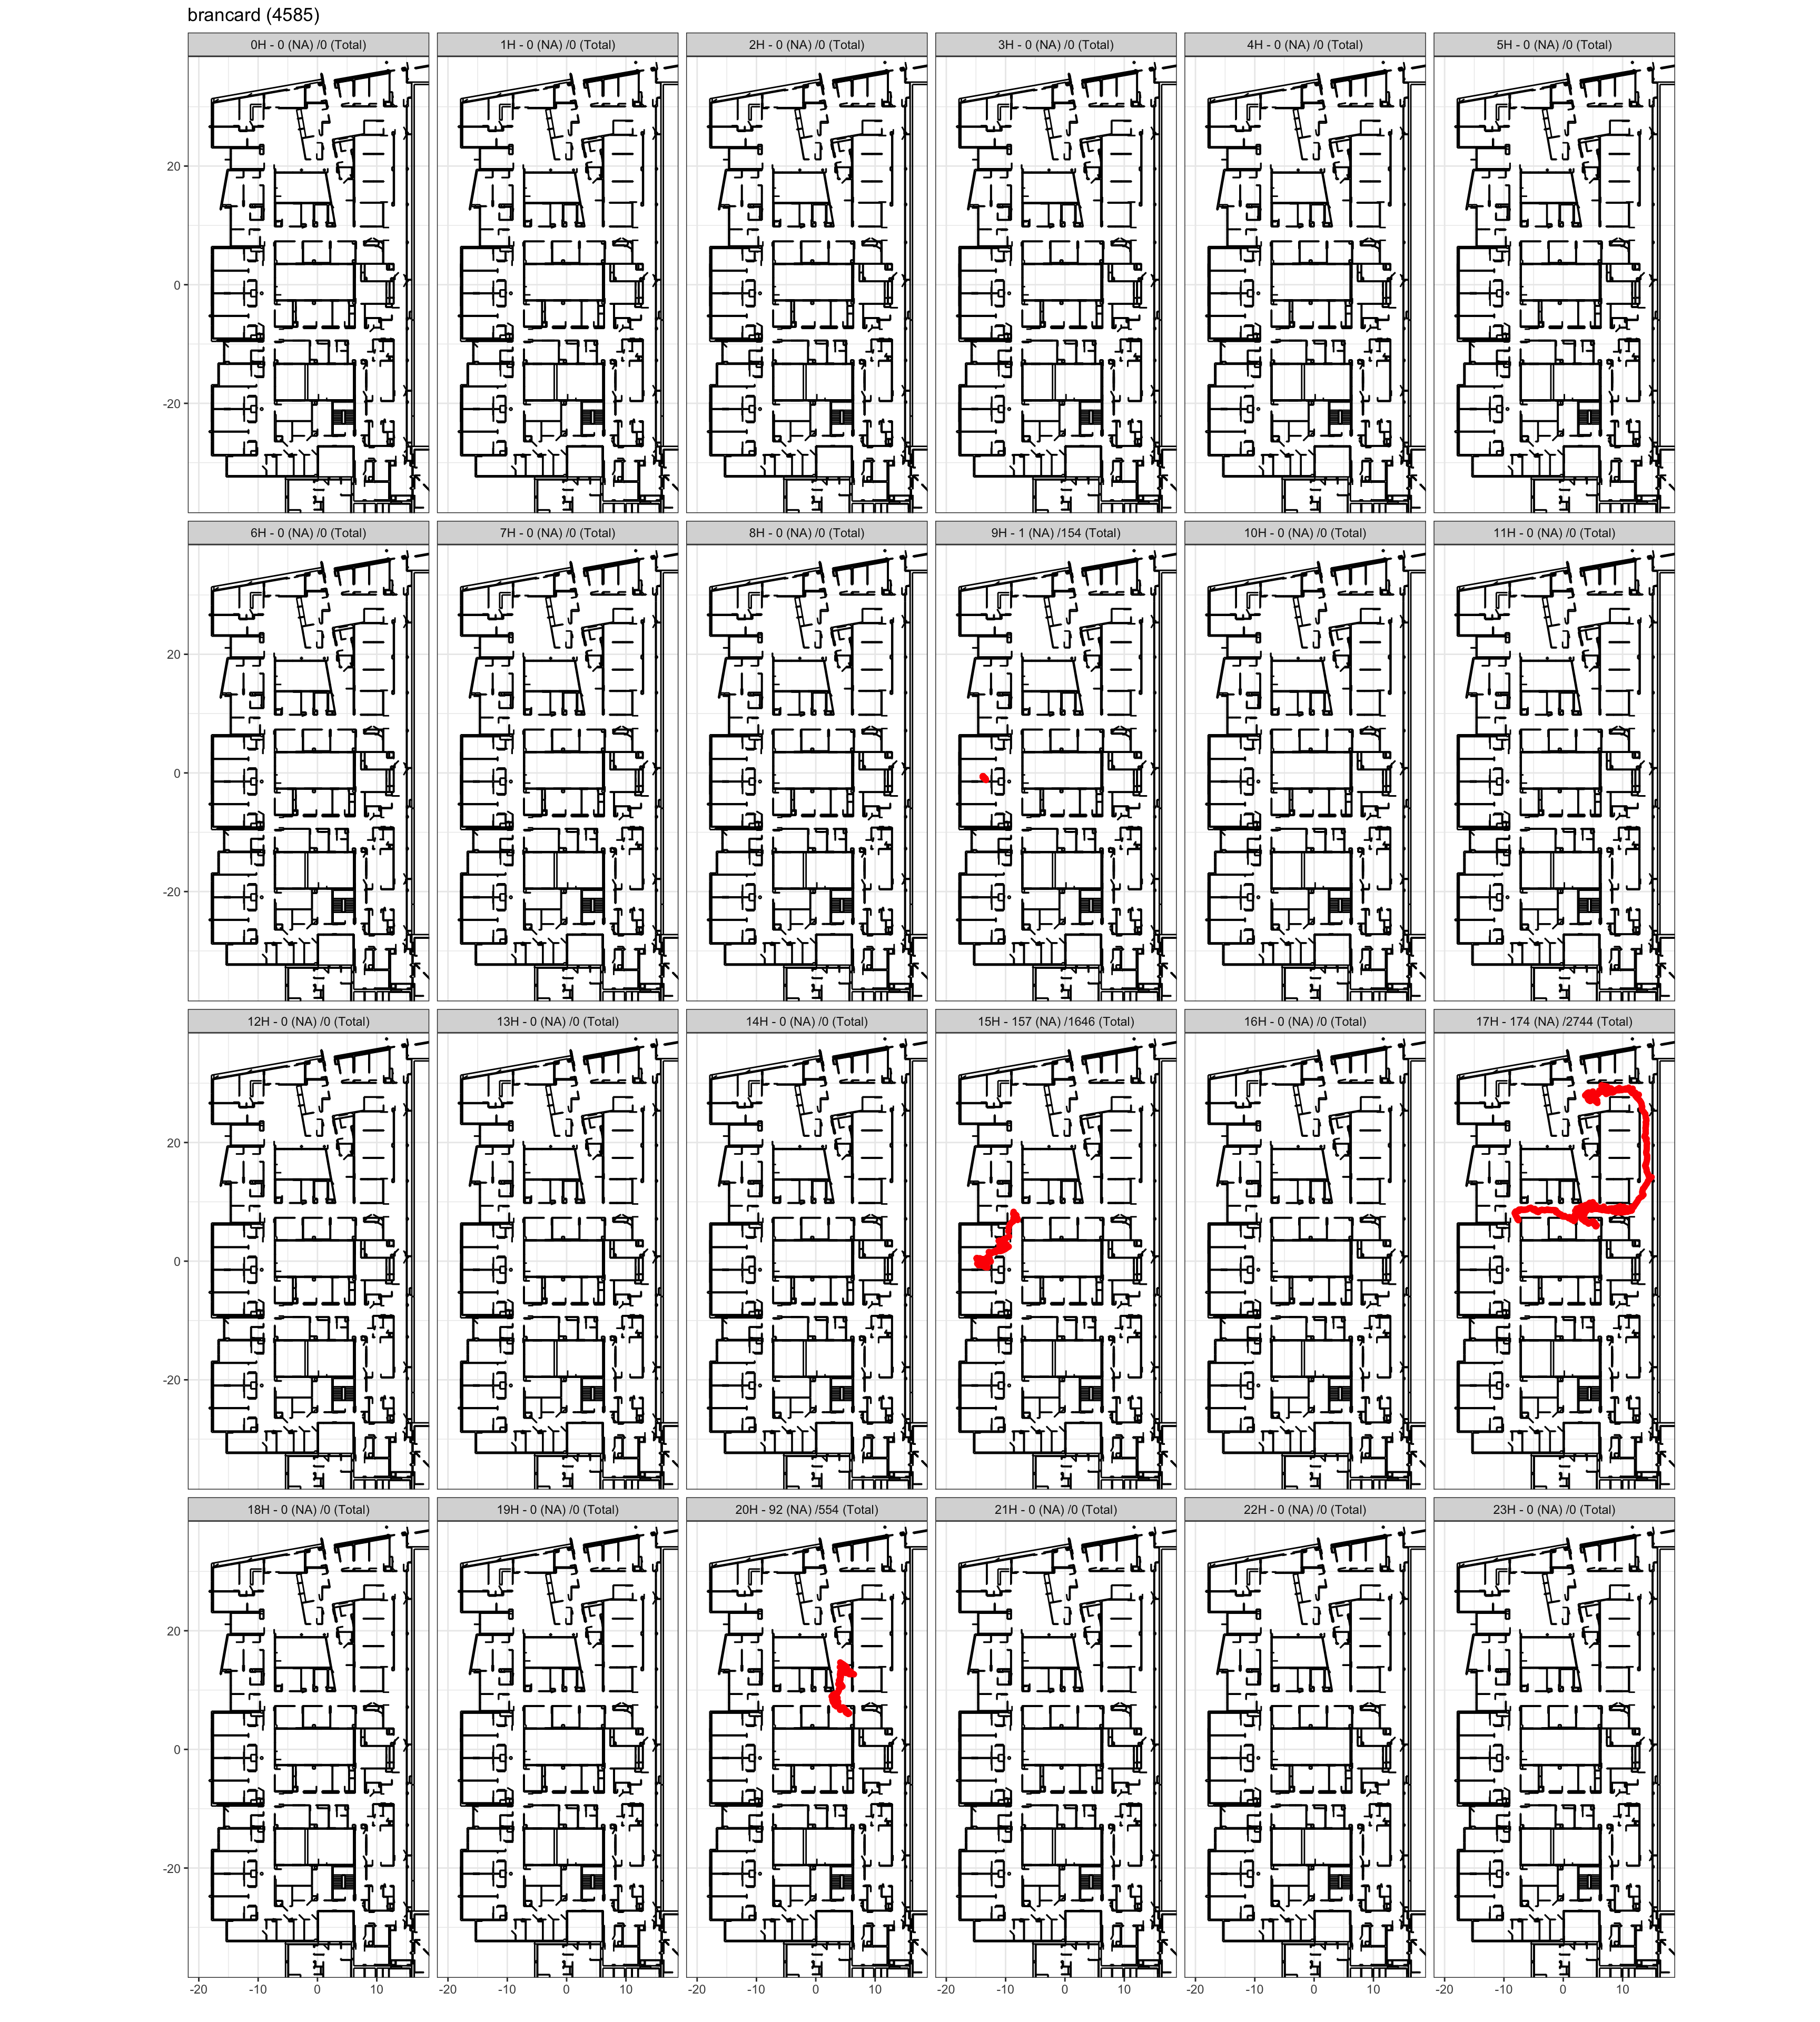 brancard (4585)
0H - 0 (NA) /0 (Total) 1H - 0 (NA) /0 (Total) 2H - 0 (NA) /0 (Total) 3H - 0 (NA) /0 (Total) 4H - 0 (NA) /0 (Total) 5H - 0 (NA) /0 (Total)
20
0
-20
6H - 0 (NA) /0 (Total) 7H - 0 (NA) /0 (Total) 8H - 0 (NA) /0 (Total) 9H - 1 (NA) /154 (Total) 10H - 0 (NA) /0 (Total) 11H - 0 (NA) /0 (Total)
20
0
-20
12H - 0 (NA) /0 (Total) 13H - 0 (NA) /0 (Total) 14H - 0 (NA) /0 (Total) 15H - 157 (NA) /1646 (Total) 16H - 0 (NA) /0 (Total) 17H - 174 (NA) /2744 (Total)
20
0
-20
18H - 0 (NA) /0 (Total) 19H - 0 (NA) /0 (Total) 20H - 92 (NA) /554 (Total) 21H - 0 (NA) /0 (Total) 22H - 0 (NA) /0 (Total) 23H - 0 (NA) /0 (Total)
20
0
-20
-20 -10 0 10 -20 -10 0 10 -20 -10 0 10 -20 -10 0 10 -20 -10 0 10 -20 -10 0 10